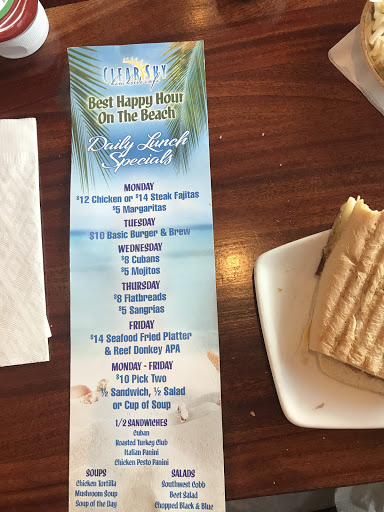 CLEAR SKY
beachside cafe
Best Happy Hour
On The Beach
Daily Lunch
Specials
MONDAY
$12 Chicken or $14 Steak Fajitas
$5 Margaritas
TUESDAY
$10 Basic Burger & Brew
WEDNESDAY
$8 Cubans
$5 Mojitos
THURSDAY
$8 Flatbreads
$5 Sangrias
FRIDAY
$14 Seafood Fried Platter
& Reef Donkey APA
MONDAY - FRIDAY
$10 Pick Two
½ Sandwich, ½ Salad
or Cup of Soup
1/2 SANDWICHES
Cuban
Roasted Turkey Club
Italian Panini
Chicken Pesto Panini
SOUPS
Chicken Tortilla
Mushroom Soup
Soup of the Day
SALADS
Southwest Cobb
Beet Salad
Chopped Black & Blue